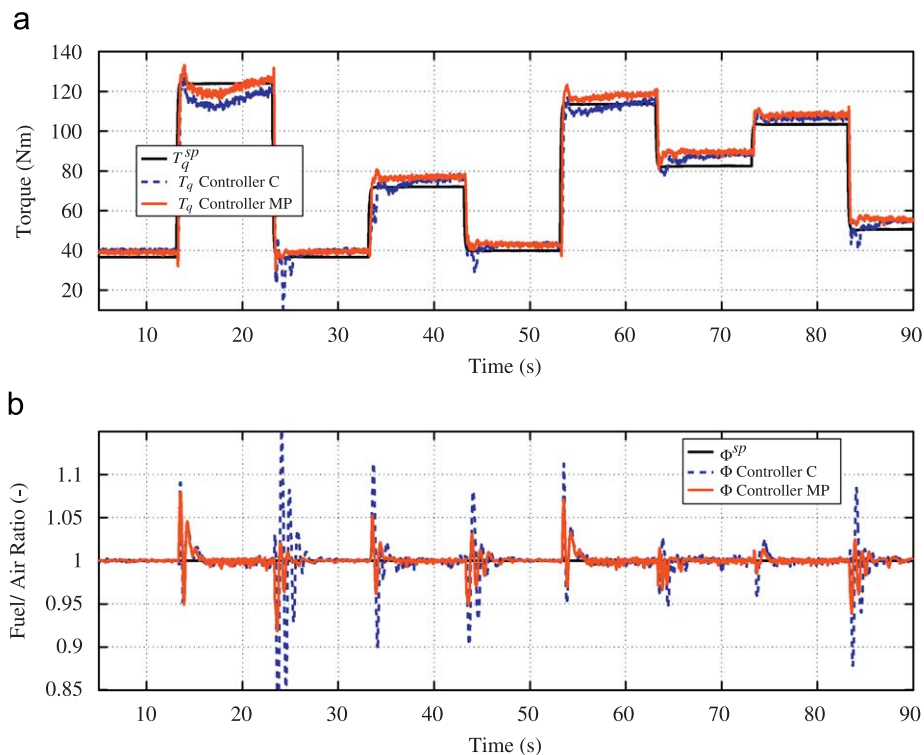 a
140
120
100
80
60
40
20
Torque (Nm)
T_q^{sp}
T_q Controller C
T_q Controller MP
10 20 30 40 50 60 70 80 90
Time (s)
b
1.1
1.05
1
0.95
0.9
0.85
Fuel/ Air Ratio (-)
Φ^{sp}
Φ Controller C
Φ Controller MP
10 20 30 40 50 60 70 80 90
Time (s)